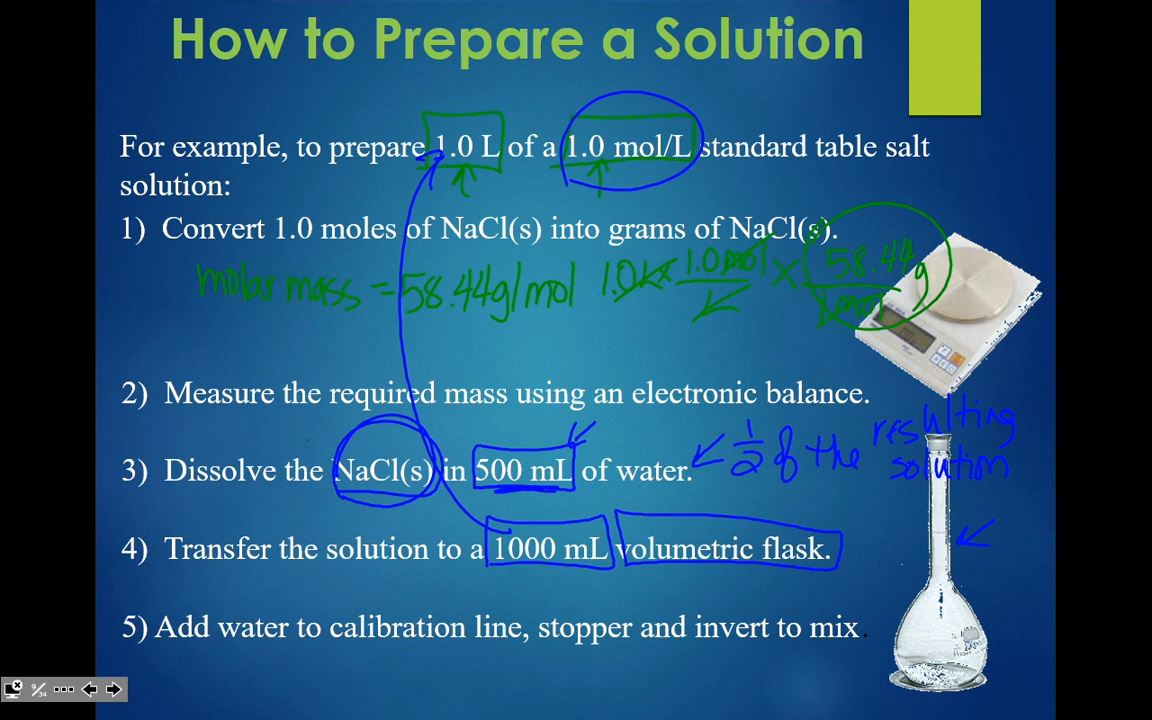 How to Prepare a Solution
For example, to prepare 1.0 L of a 1.0 mol/L standard table salt
solution:
1) Convert 1.0 moles of NaCl(s) into grams of NaCl(s).
molar mass = 58.44g/mol 1.0L x 1.0mol/L x 58.44g/1mol
2) Measure the required mass using an electronic balance.
3) Dissolve the NaCl(s) in 500 mL of water. 1/2 of the resulting solution
4) Transfer the solution to a 1000 mL volumetric flask.
5) Add water to calibration line, stopper and invert to mix.
9/34